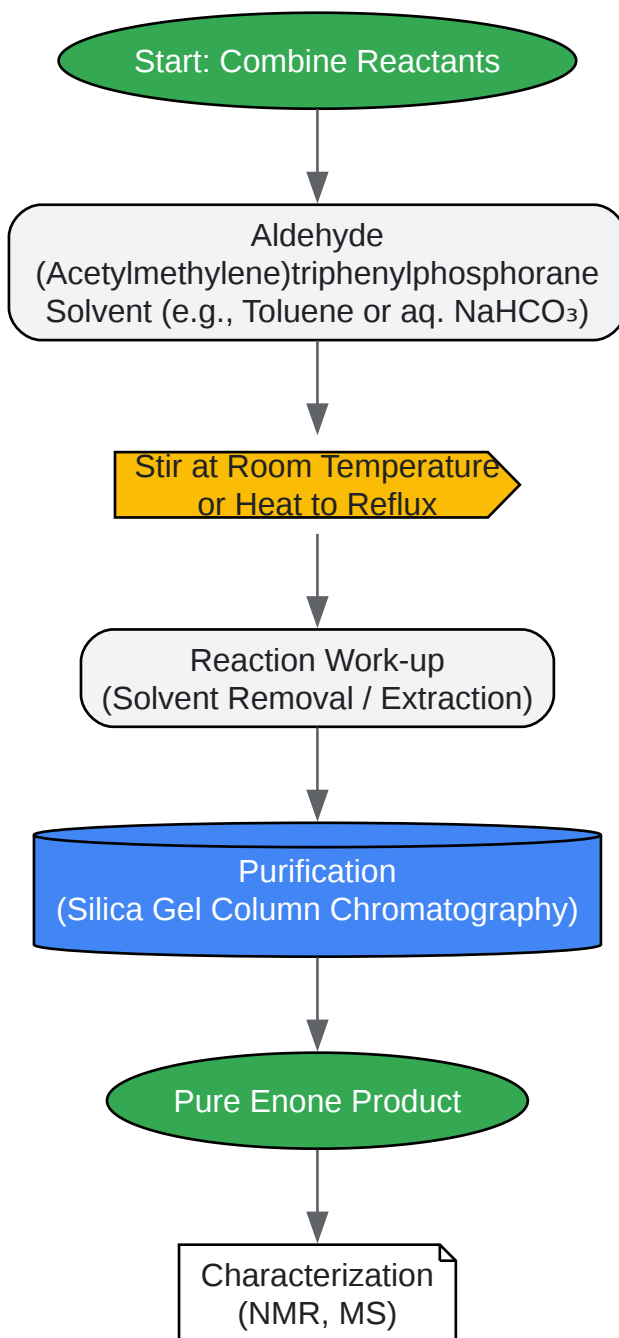 Start: Combine Reactants
Aldehyde
(Acetylmethylene)triphenylphosphorane
Solvent (e.g., Toluene or aq. NaHCO₃)
Stir at Room Temperature
or Heat to Reflux
Reaction Work-up
(Solvent Removal / Extraction)
Purification
(Silica Gel Column Chromatography)
Pure Enone Product
Characterization
(NMR, MS)